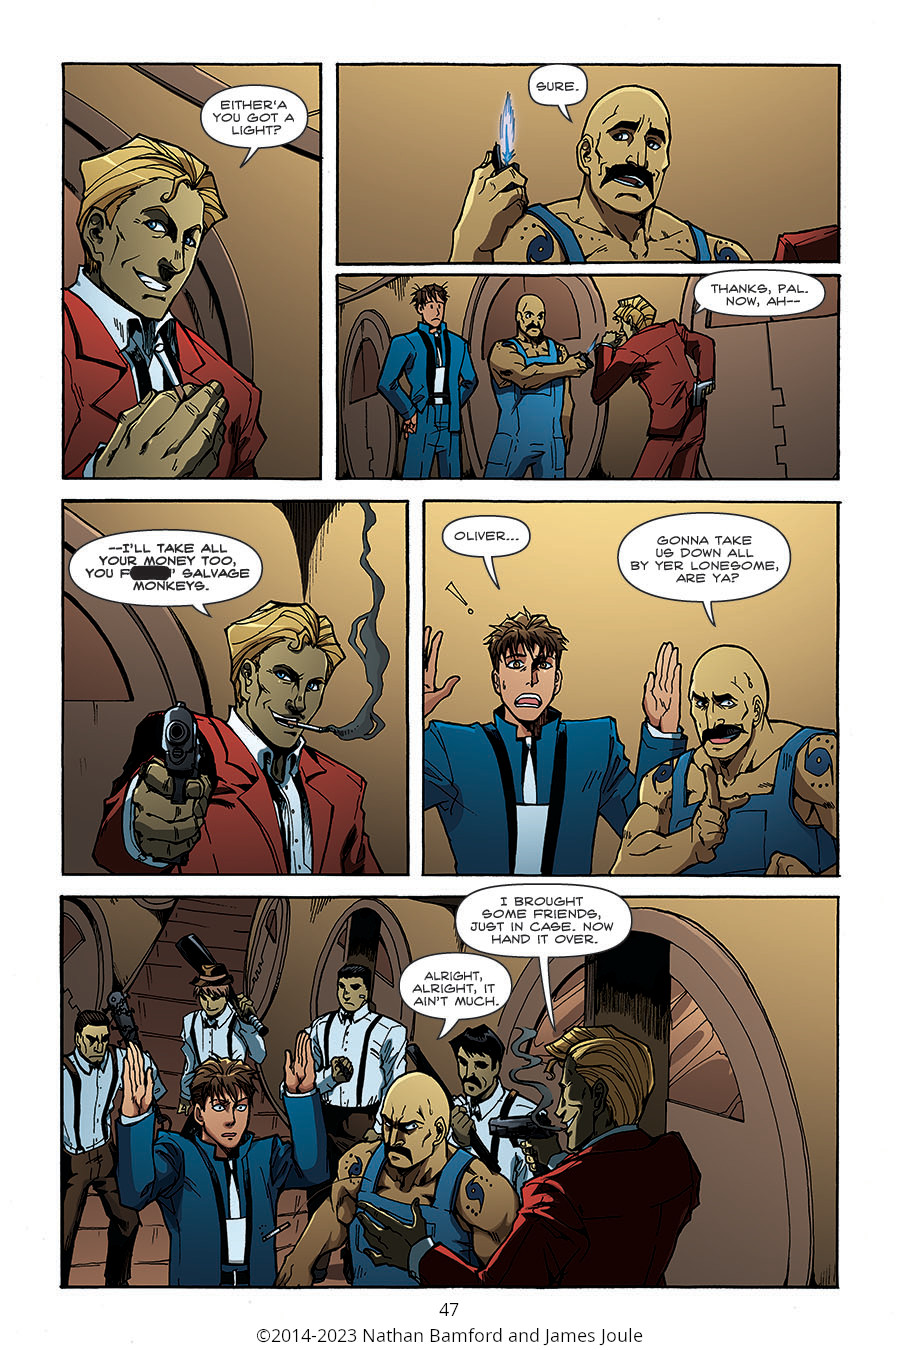 EITHER'A
YOU GOT A
LIGHT?
SURE.
THANKS, PAL.
NOW, AH--
--I'LL TAKE ALL
YOUR MONEY TOO,
YOU F' SALVAGE
MONKEYS.
OLIVER...
!
GONNA TAKE
US DOWN ALL
BY YER LONESOME,
ARE YA?
I BROUGHT
SOME FRIENDS,
JUST IN CASE. NOW
HAND IT OVER.
ALRIGHT,
ALRIGHT, IT
AIN'T MUCH.
47
©2014-2023 Nathan Bamford and James Joule